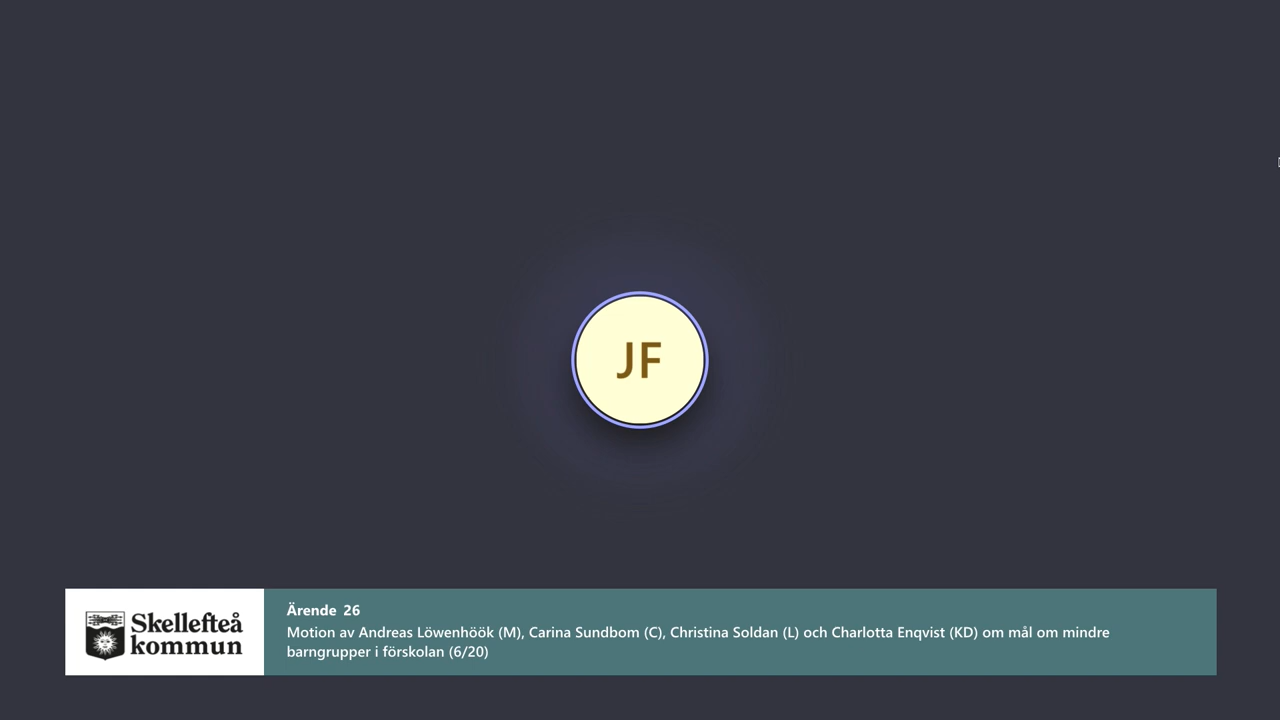 JF
Skellefteå
kommun
Ärende 26
Motion av Andreas Löwenhöök (M), Carina Sundbom (C), Christina Soldan (L) och Charlotta Enqvist (KD) om mål om mindre
barngrupper i förskolan (6/20)